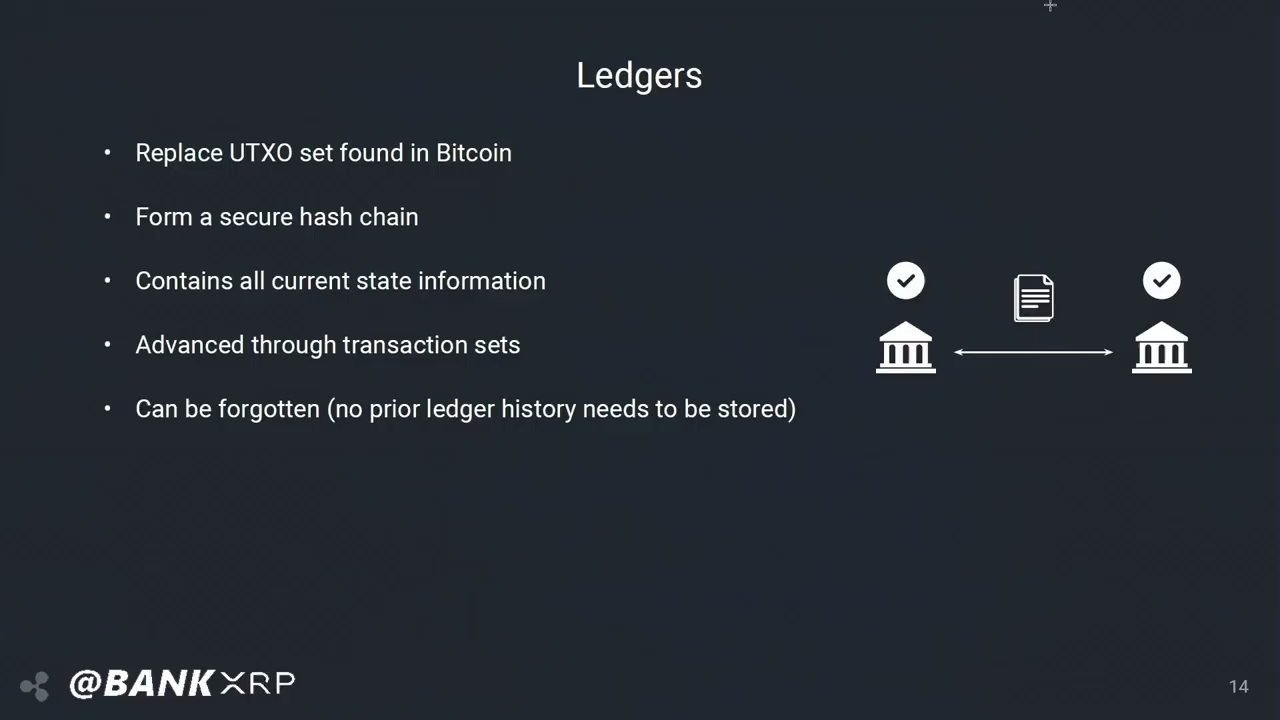 Ledgers
• Replace UTXO set found in Bitcoin
• Form a secure hash chain
• Contains all current state information
• Advanced through transaction sets
• Can be forgotten (no prior ledger history needs to be stored)
@BANKXRP
14